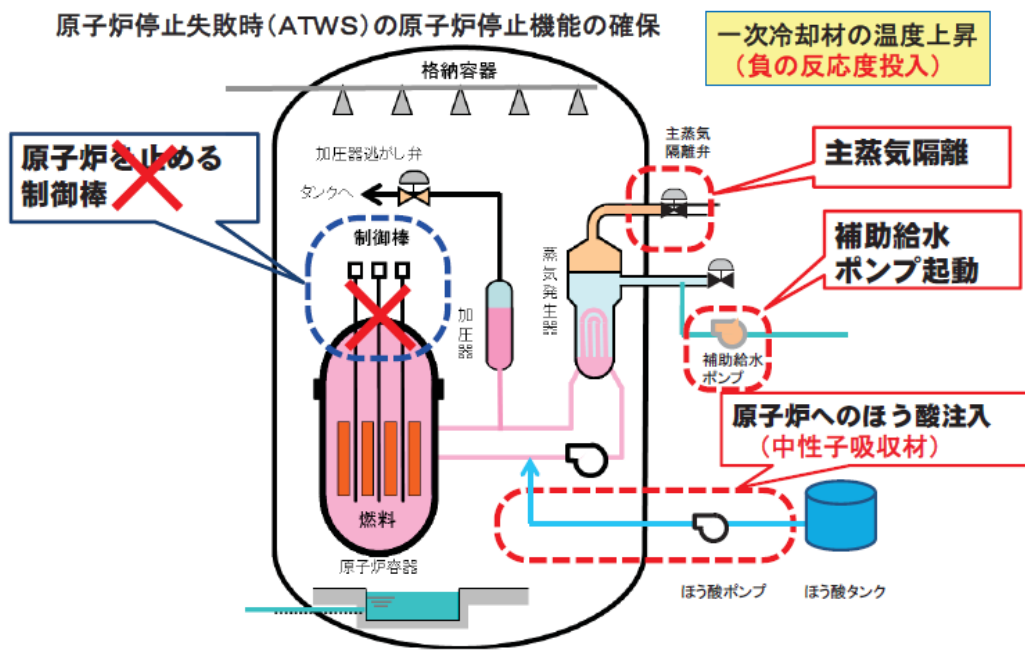 原子炉停止失敗時(ATWS)の原子炉停止機能の確保
一次冷却材の温度上昇
(負の反応度投入)
格納容器
主蒸気
隔離弁
主蒸気隔離
原子炉を止める
制御棒
加圧器逃がし弁
タンクへ
制御棒
加圧器
蒸気発生器
補助給水
ポンプ起動
補助給水
ポンプ
原子炉へのほう酸注入
(中性子吸収材)
燃料
原子炉容器
ほう酸ポンプ
ほう酸タンク